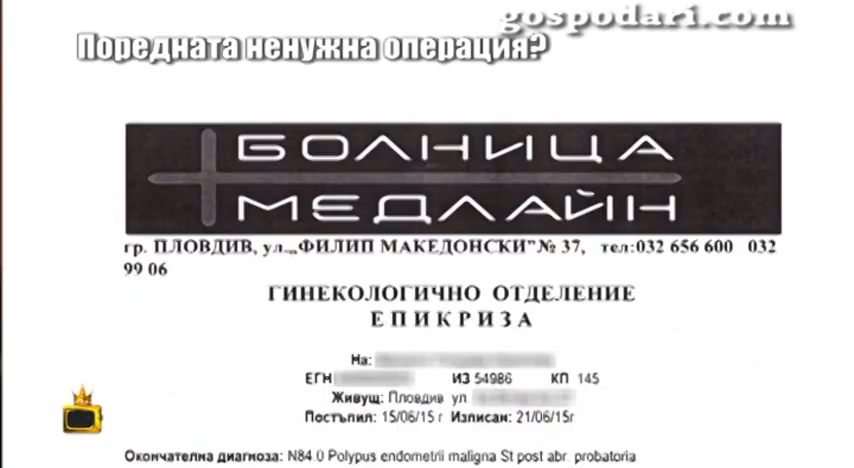 gospodari.com
Поредната ненужна операция?
БОЛНИЦА
МЕДЛАЙН
гр. ПЛОВДИВ, ул.„ФИЛИП МАКЕДОНСКИ" № 37, тел:032 656 600 032
99 06
ГИНЕКОЛОГИЧНО ОТДЕЛЕНИЕ
ЕПИКРИЗА
На:
ЕГН ИЗ 54986 КП 145
Живущ: Пловдив ул
Постъпил: 15/06/15 г Изписан: 21/06/15г
Окончателна диагноза: N84.0 Polypus endometrii maligna St post abr. probatoria